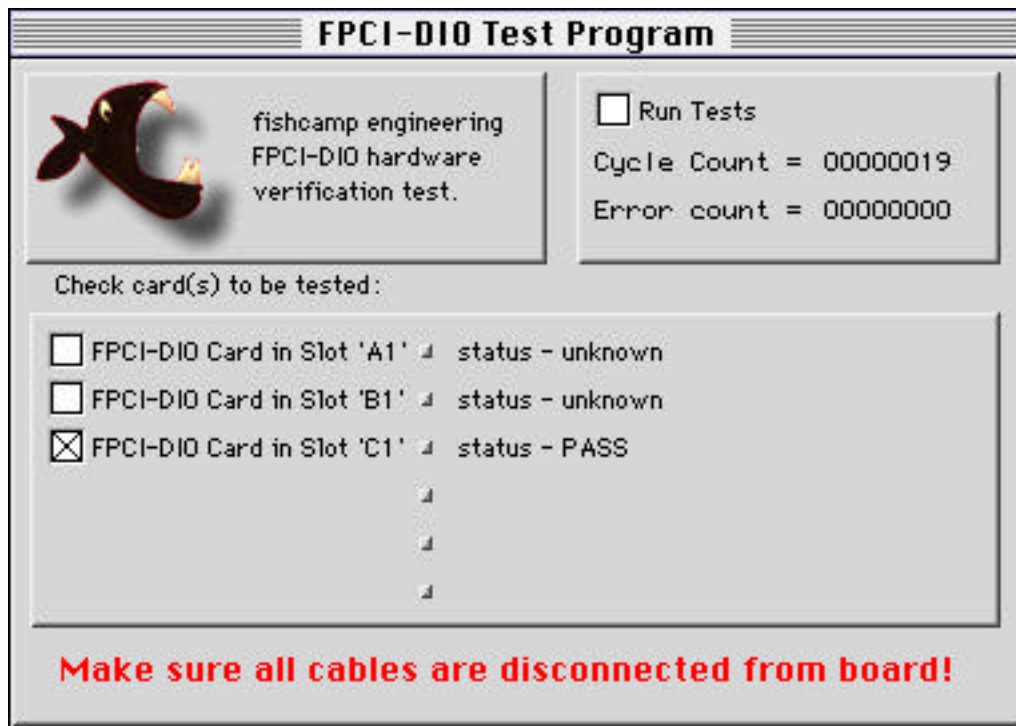 FPCI-DIO Test Program
fishcamp engineering
FPCI-DIO hardware
verification test.
Run Tests
Cycle Count = 00000019
Error count = 00000000
Check card(s) to be tested:
FPCI-DIO Card in Slot 'A1' status - unknown
FPCI-DIO Card in Slot 'B1' status - unknown
FPCI-DIO Card in Slot 'C1' status - PASS
Make sure all cables are disconnected from board!